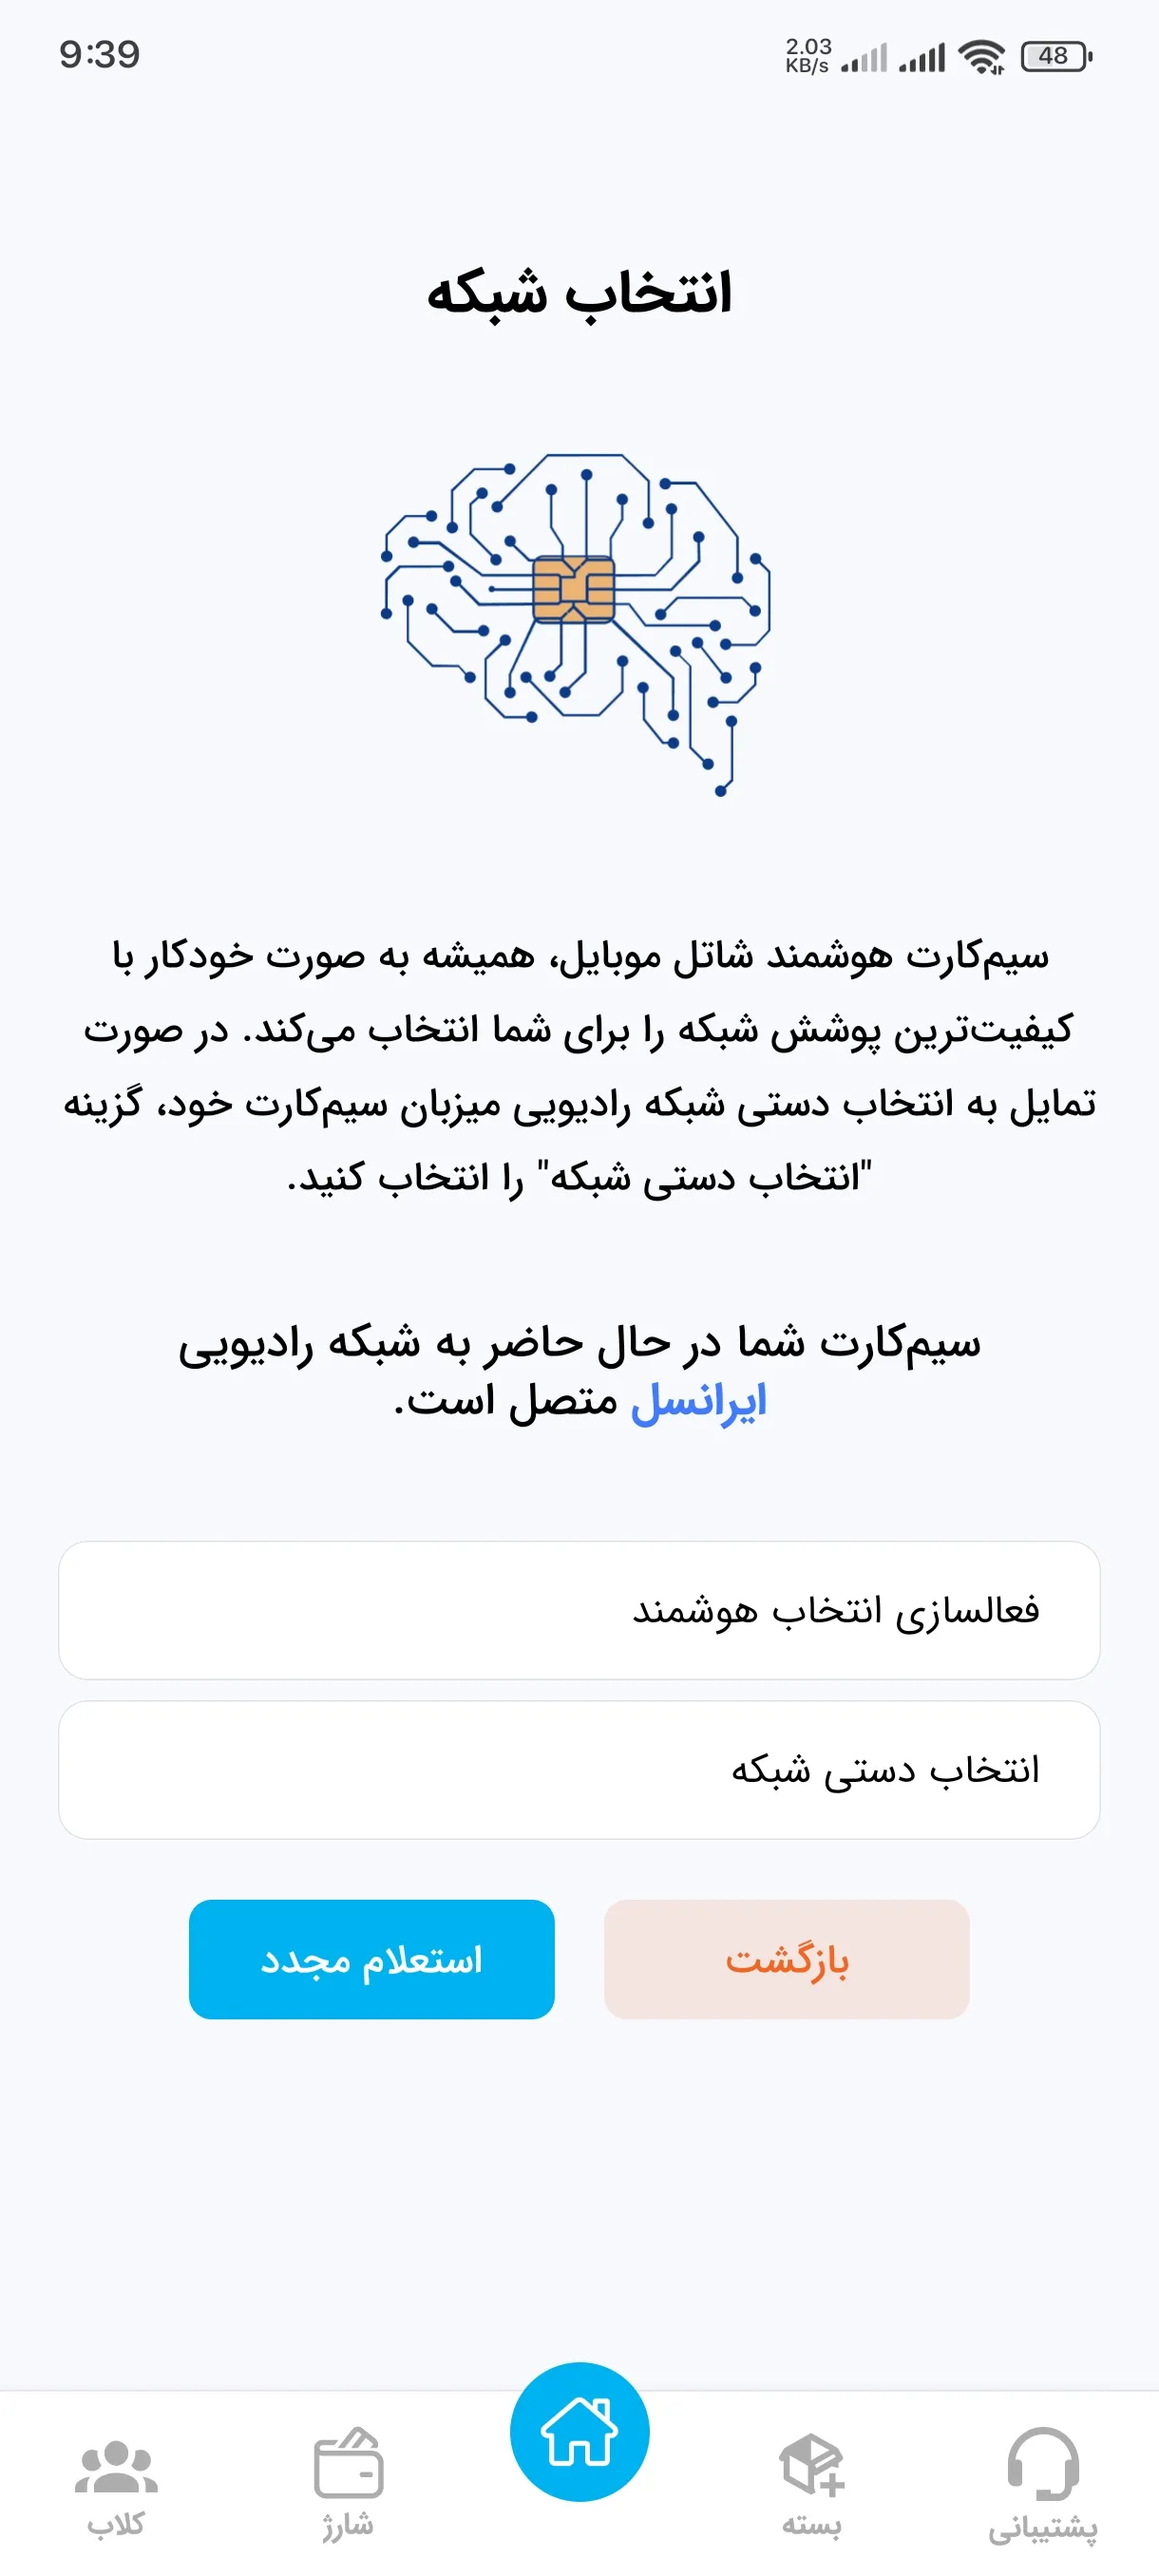 9:39
2.03
KB/s
48
انتخاب شبکه
سیم‌کارت هوشمند شاتل موبایل، همیشه به صورت خودکار با
کیفیت‌ترین پوشش شبکه را برای شما انتخاب می‌کند. در صورت
تمایل به انتخاب دستی شبکه رادیویی میزبان سیم‌کارت خود، گزینه
"انتخاب دستی شبکه" را انتخاب کنید.
سیم‌کارت شما در حال حاضر به شبکه رادیویی
ایرانسل متصل است.
فعالسازی انتخاب هوشمند
انتخاب دستی شبکه
بازگشت
استعلام مجدد
پشتیبانی
بسته
شارژ
کلاب